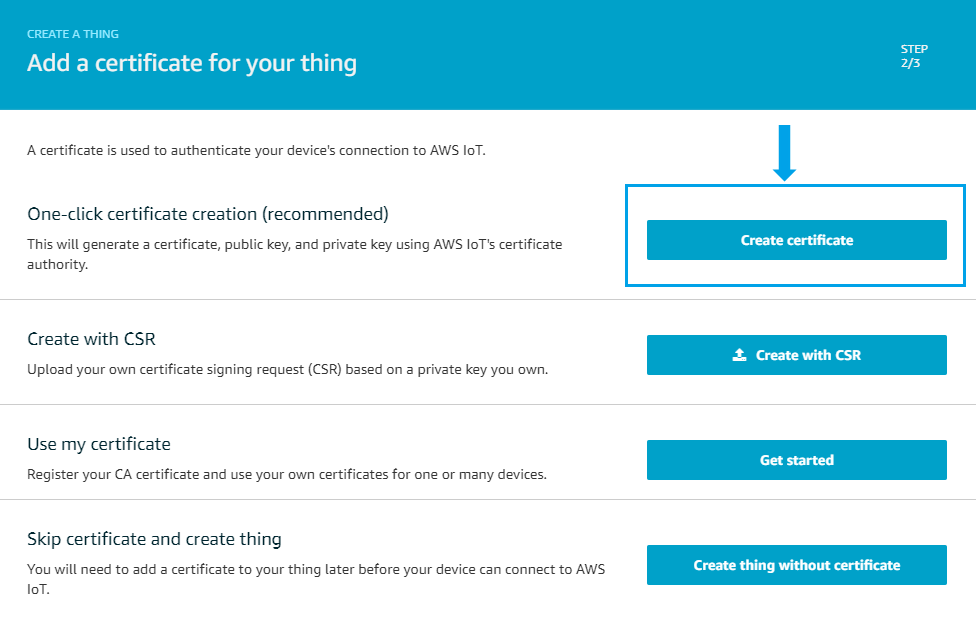 CREATE A THING
Add a certificate for your thing
STEP
2/3
A certificate is used to authenticate your device's connection to AWS IoT.
One-click certificate creation (recommended)
This will generate a certificate, public key, and private key using AWS IoT's certificate
authority.
Create certificate
Create with CSR
Upload your own certificate signing request (CSR) based on a private key you own.
Create with CSR
Use my certificate
Register your CA certificate and use your own certificates for one or many devices.
Get started
Skip certificate and create thing
You will need to add a certificate to your thing later before your device can connect to AWS
IoT.
Create thing without certificate